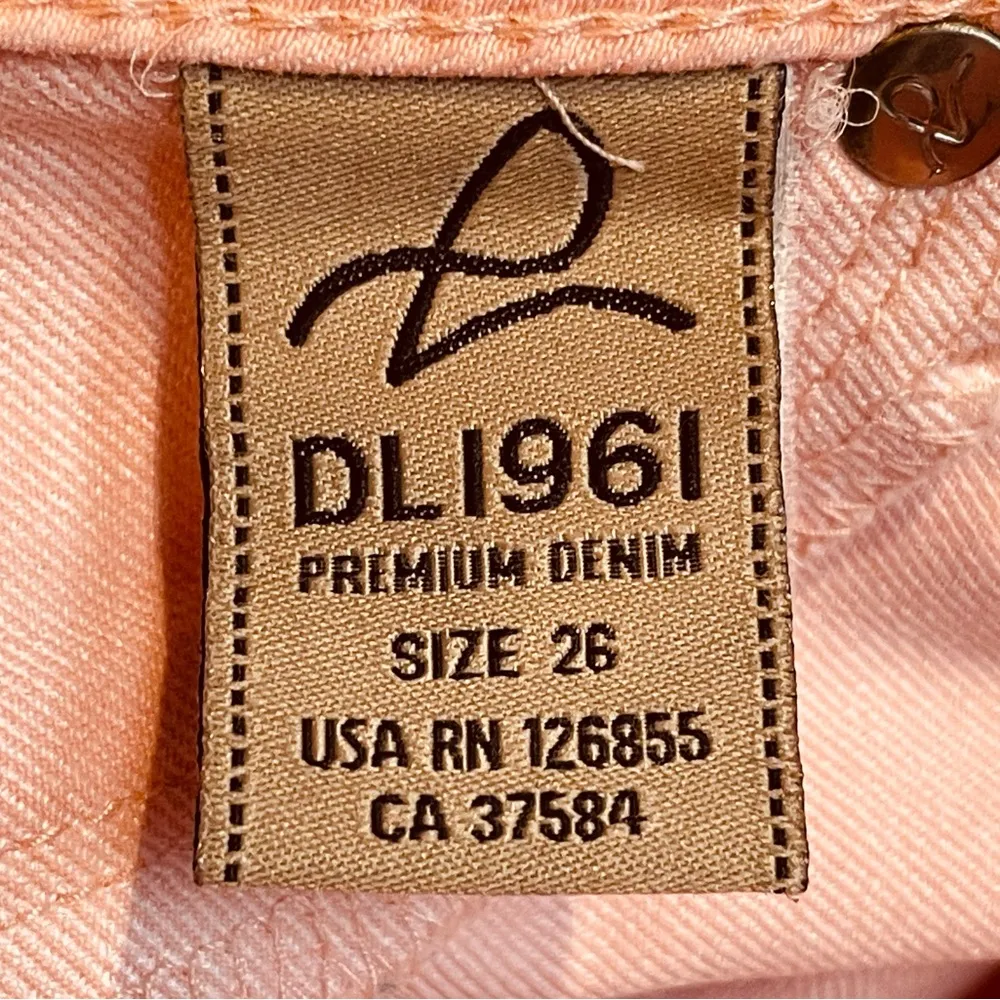 DL1961
PREMIUM DENIM
SIZE 26
USA RN 126855
CA 37584